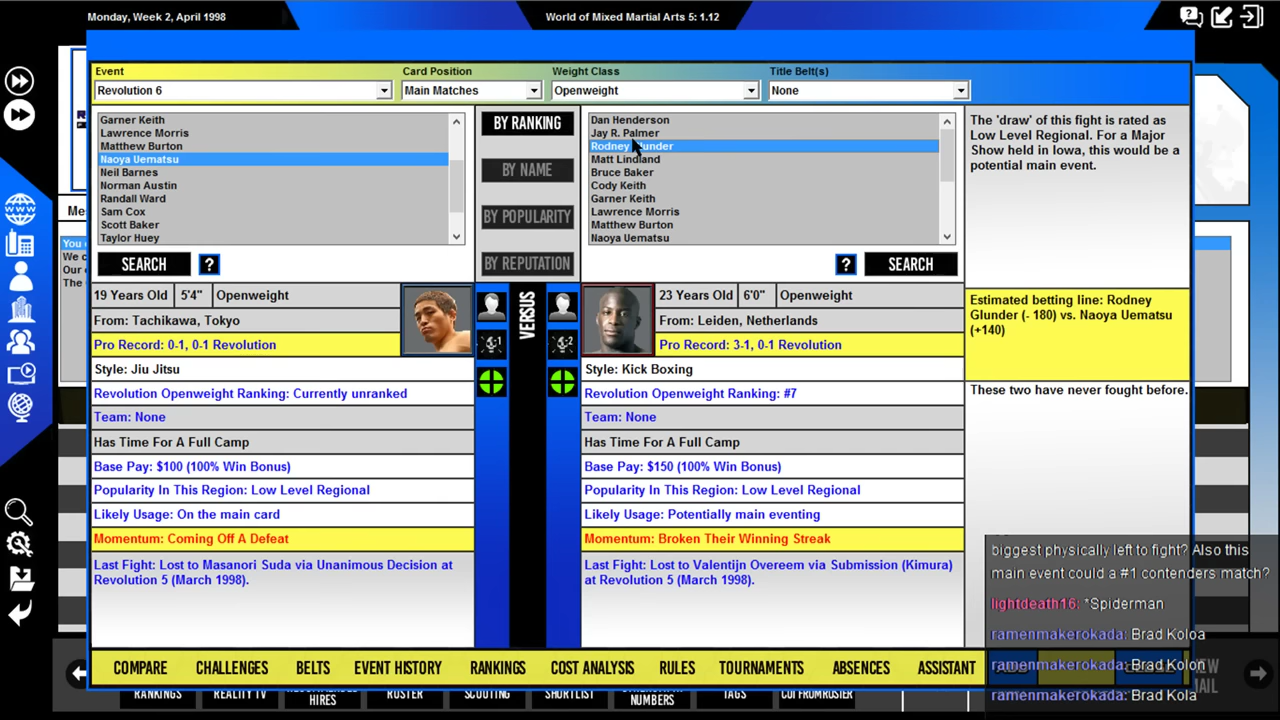 Monday, Week 2, April 1998
World of Mixed Martial Arts 5: 1.12
Event
Card Position
Weight Class
Title Belt(s)
Revolution 6
Main Matches
Openweight
None
Garner Keith
Lawrence Morris
Matthew Burton
Naoya Uematsu
Neil Barnes
Norman Austin
Randall Ward
Sam Cox
Scott Baker
Taylor Huey
BY RANKING
BY NAME
BY POPULARITY
BY REPUTATION
Dan Henderson
Jay R. Palmer
Rodney Glunder
Matt Lindland
Bruce Baker
Cody Keith
Garner Keith
Lawrence Morris
Matthew Burton
Naoya Uematsu
The 'draw' of this fight is rated as
Low Level Regional. For a Major
Show held in Iowa, this would be a
potential main event.
SEARCH
?
?
SEARCH
19 Years Old
5'4"
Openweight
From: Tachikawa, Tokyo
Pro Record: 0-1, 0-1 Revolution
Style: Jiu Jitsu
Revolution Openweight Ranking: Currently unranked
Team: None
Has Time For A Full Camp
Base Pay: $100 (100% Win Bonus)
Popularity In This Region: Low Level Regional
Likely Usage: On the main card
Momentum: Coming Off A Defeat
Last Fight: Lost to Masanori Suda via Unanimous Decision at
Revolution 5 (March 1998).
VERSUS
23 Years Old
6'0"
Openweight
From: Leiden, Netherlands
Pro Record: 3-1, 0-1 Revolution
Style: Kick Boxing
Revolution Openweight Ranking: #7
Team: None
Has Time For A Full Camp
Base Pay: $150 (100% Win Bonus)
Popularity In This Region: Low Level Regional
Likely Usage: Potentially main eventing
Momentum: Broken Their Winning Streak
Last Fight: Lost to Valentijn Overeem via Submission (Kimura)
at Revolution 5 (March 1998).
Estimated betting line: Rodney
Glunder (- 180) vs. Naoya Uematsu
(+140)
These two have never fought before.
biggest physically left to fight? Also this
main event could a #1 contenders match?
lightdeath16: *Spiderman
ramenmakerokada: Brad Koloa
ramenmakerokada: Brad Kolon
ramenmakerokada: Brad Kola
COMPARE
CHALLENGES
BELTS
EVENT HISTORY
RANKINGS
COST ANALYSIS
RULES
TOURNAMENTS
ABSENCES
ASSISTANT
RANKINGS
REALITY TV
HIRES
ROSTER
SCOUTING
SHORTLIST
NUMBERS
TAGS